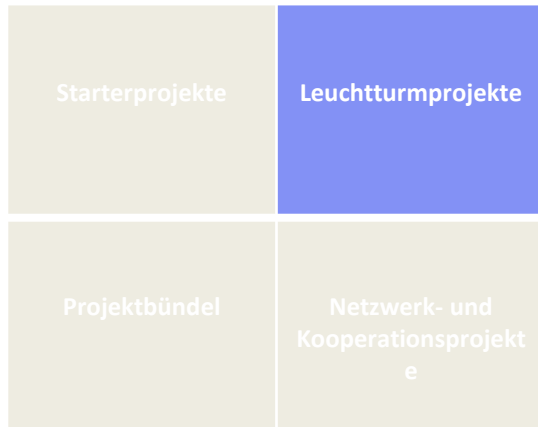 Starterprojekte
Leuchtturmprojekte
Projektbündel
Netzwerk- und
Kooperationsprojekt
e